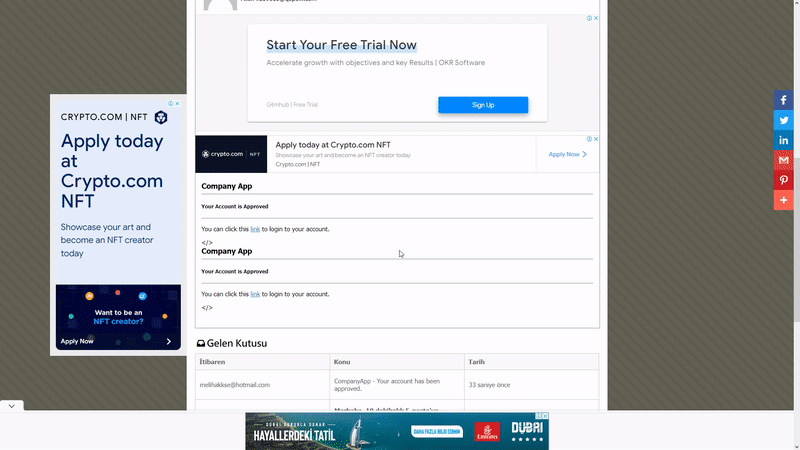 Start Your Free Trial Now
Accelerate growth with objectives and key Results | OKR Software
Gtmhub | Free Trial
Sign Up
CRYPTO.COM | NFT
Apply today
at
Crypto.com
NFT
Showcase your art and
become an NFT creator
today
Want to be an
NFT creator?
Apply Now
crypto.com | NFT
Apply today at Crypto.com NFT
Showcase your art and become an NFT creator today
Crypto.com | NFT
Apply Now
Company App
Your Account is Approved
You can click this link to login to your account.
</>
Company App
Your Account is Approved
You can click this link to login to your account.
</>
Gelen Kutusu
İtibaren Konu Tarih
melihakkse@hotmail.com
CompanyApp - Your account has been
approved.
33 saniye önce
HAYALLERDEKİ TATİL
DAHA FAZLA BİLGİ EDİNİN
Emirates
DUBAI